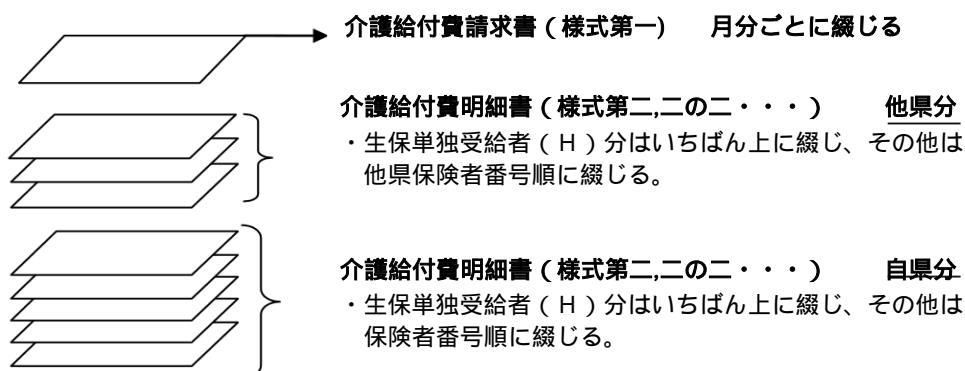 介護給付費請求書（様式第一)　　月分ごとに綴じる
介護給付費明細書（様式第二,二の二・・・）　　他県分
・生保単独受給者（Ｈ）分はいちばん上に綴じ、その他は
他県保険者番号順に綴じる。
介護給付費明細書（様式第二,二の二・・・）　　自県分
・生保単独受給者（Ｈ）分はいちばん上に綴じ、その他は
保険者番号順に綴じる。